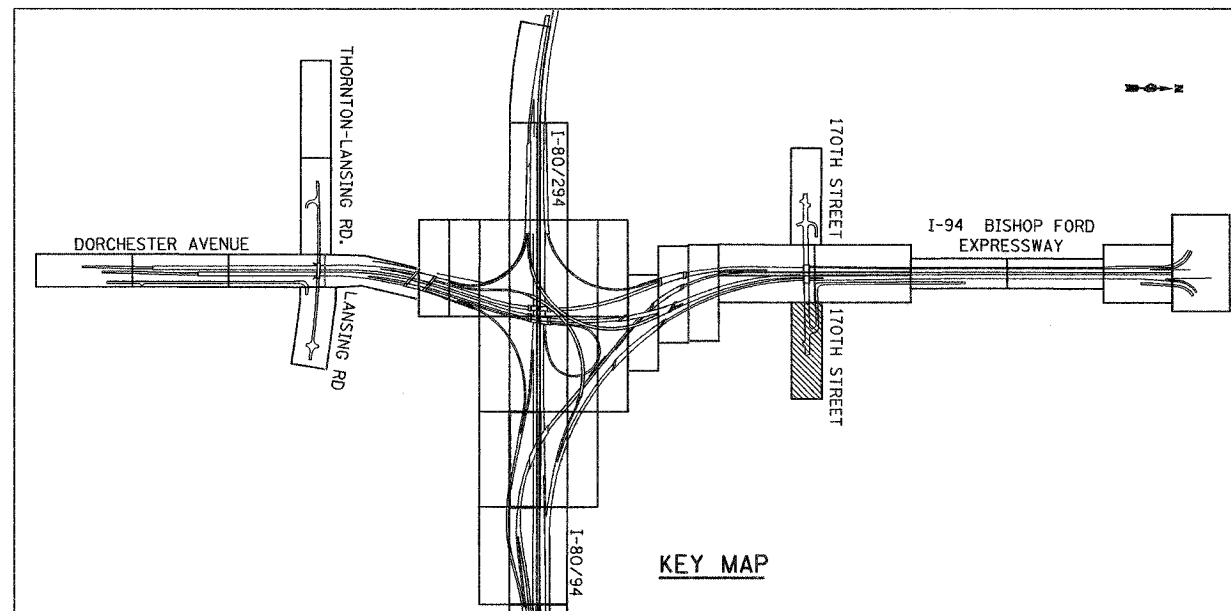 THORNTON-LANSING RD.
I-80/294
170TH STREET
N
DORCHESTER AVENUE
I-94 BISHOP FORD
EXPRESSWAY
LANSING RD
170TH STREET
I-80/94
KEY MAP